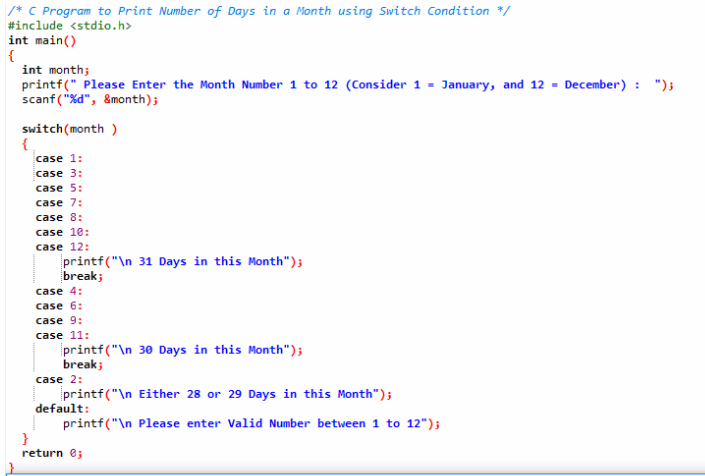 /* C Program to Print Number of Days in a Month using Switch Condition */
#include <stdio.h>
int main()
{
  int month;
  printf(" Please Enter the Month Number 1 to 12 (Consider 1 = January, and 12 = December) :  ");
  scanf("%d", &month);

  switch(month )
  {
    case 1:
    case 3:
    case 5:
    case 7:
    case 8:
    case 10:
    case 12:
        printf("\n 31 Days in this Month");
        break;
    case 4:
    case 6:
    case 9:
    case 11:
        printf("\n 30 Days in this Month");
        break;
    case 2:
        printf("\n Either 28 or 29 Days in this Month");
    default:
        printf("\n Please enter Valid Number between 1 to 12");
  }
  return 0;
}